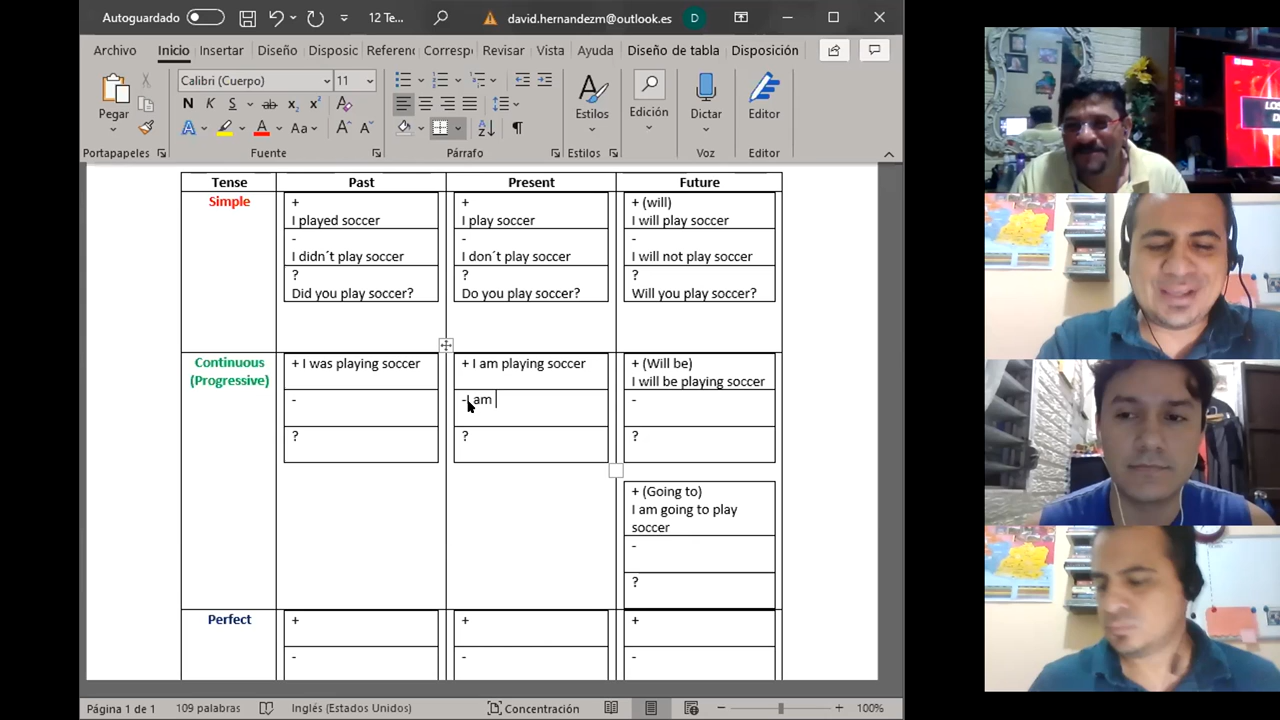 Autoguardado 12 Te... david.hernandezm@outlook.es D
Archivo Inicio Insertar Diseño Disposic Referenc Corresp Revisar Vista Ayuda Diseño de tabla Disposición
Calibri (Cuerpo) 11
N K S ab x₂ x²
A A Aa A A
Pegar Edición Estilos Dictar Editor
Portapapeles Fuente Párrafo Estilos Voz Editor
Tense Past Present Future
Simple
+
I played soccer
-
I didn´t play soccer
?
Did you play soccer?
+
I play soccer
-
I don´t play soccer
?
Do you play soccer?
+ (will)
I will play soccer
-
I will not play soccer
?
Will you play soccer?
Continuous
(Progressive)
+ I was playing soccer
-
?
+ I am playing soccer
-I am
?
+ (Will be)
I will be playing soccer
-
?
+ (Going to)
I am going to play
soccer
-
?
Perfect
+
-
+
-
+
-
Página 1 de 1 109 palabras Inglés (Estados Unidos) Concentración 100%